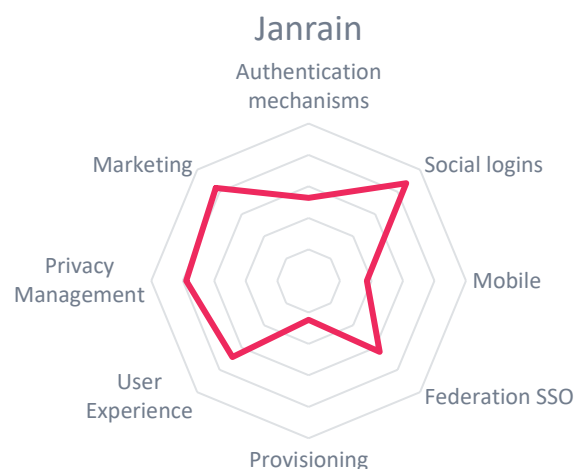 Janrain
Authentication
mechanisms
Marketing
Social logins
Privacy
Management
Mobile
User
Experience
Federation SSO
Provisioning